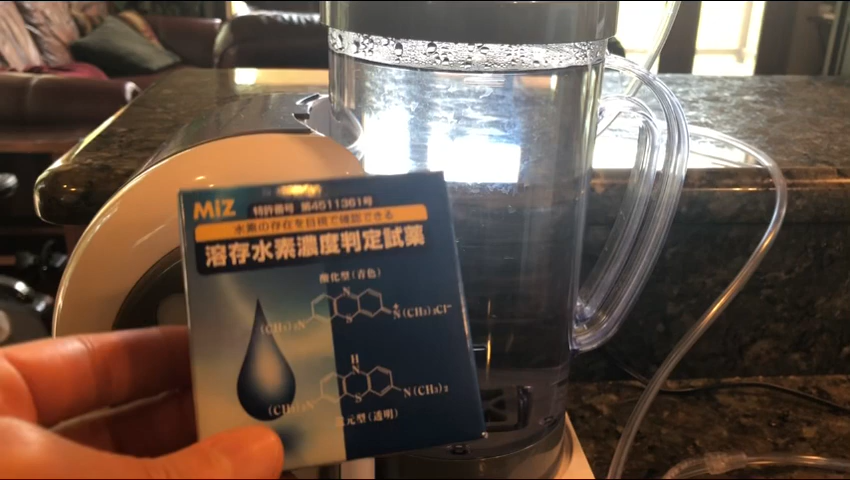 MiZ 特許番号 第4511361号
水素の存在を目視で確認できる
溶存水素濃度判定試薬
酸化型(青色)
N
(CH₃)₂N S N(CH₃)₂Cl⁻
+
H
N
(CH₃)₂N S N(CH₃)₂
還元型(透明)